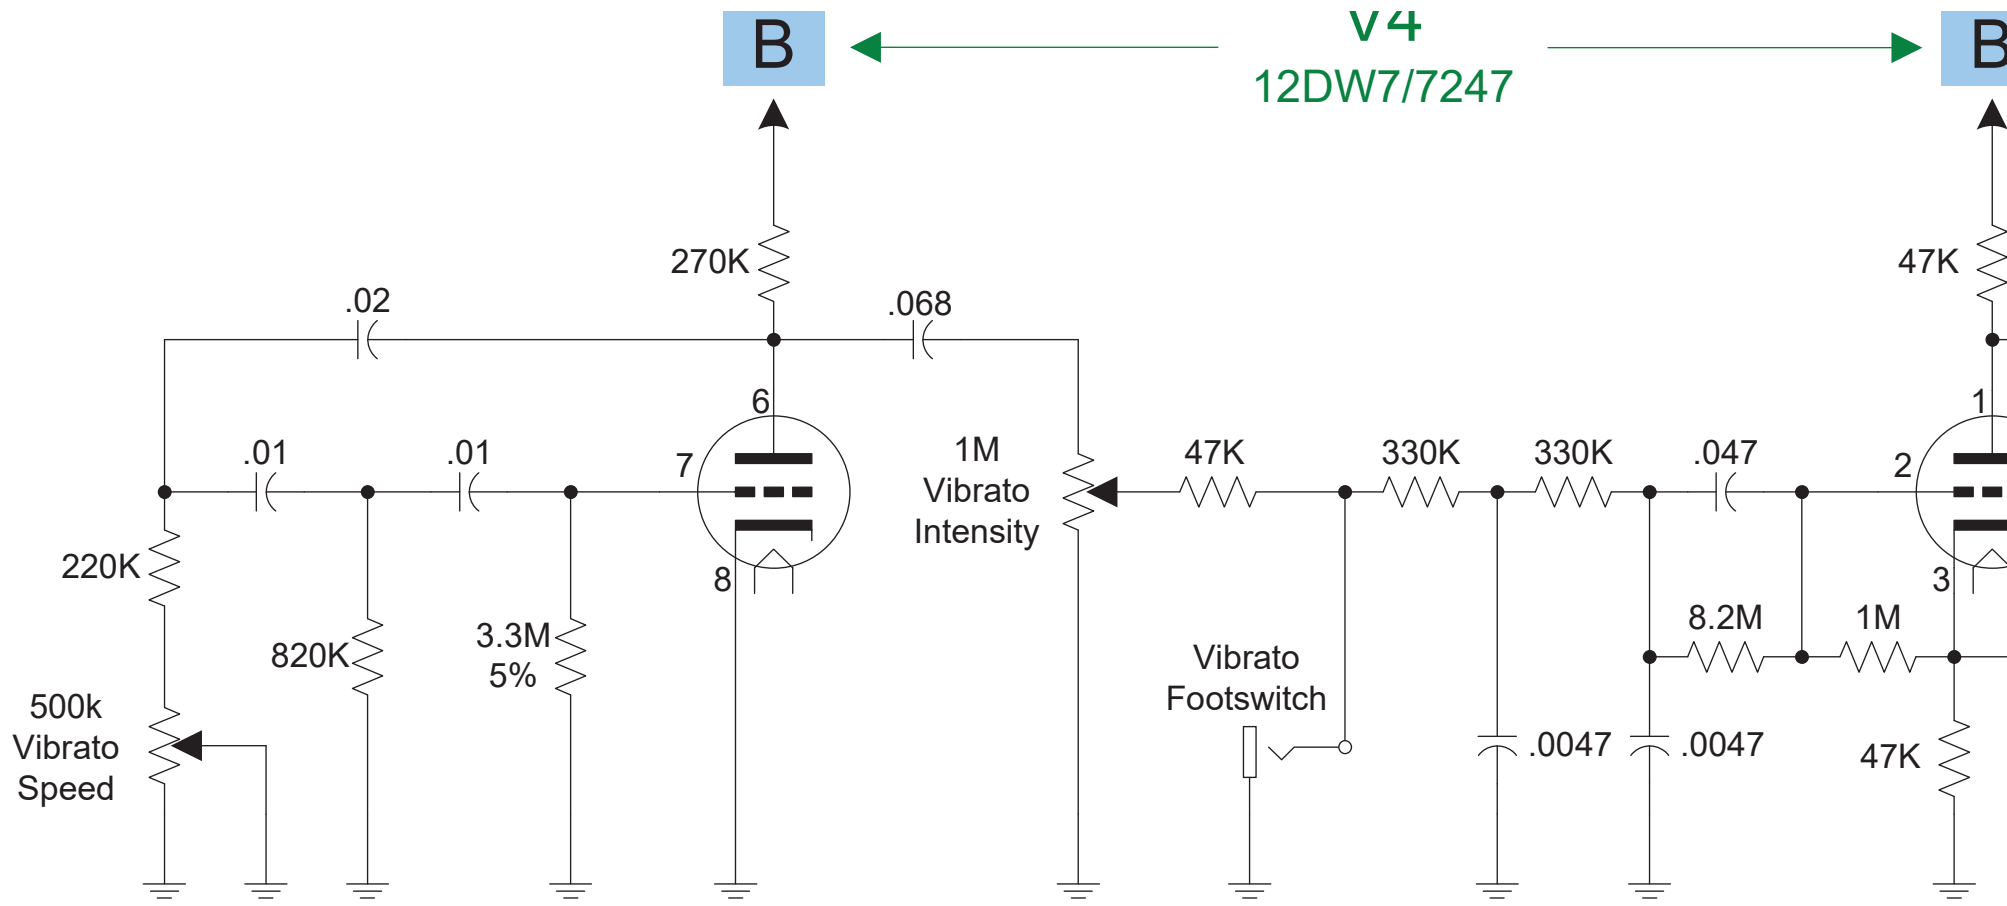 B
V4
B
12DW7/7247
270K
47K
.02
.068
6
1
.01
.01
7
1M
Vibrato
Intensity
47K
330K
330K
.047
2
220K
8
3
820K
3.3M
5%
8.2M
1M
Vibrato
Footswitch
500k
Vibrato
Speed
.0047
.0047
47K